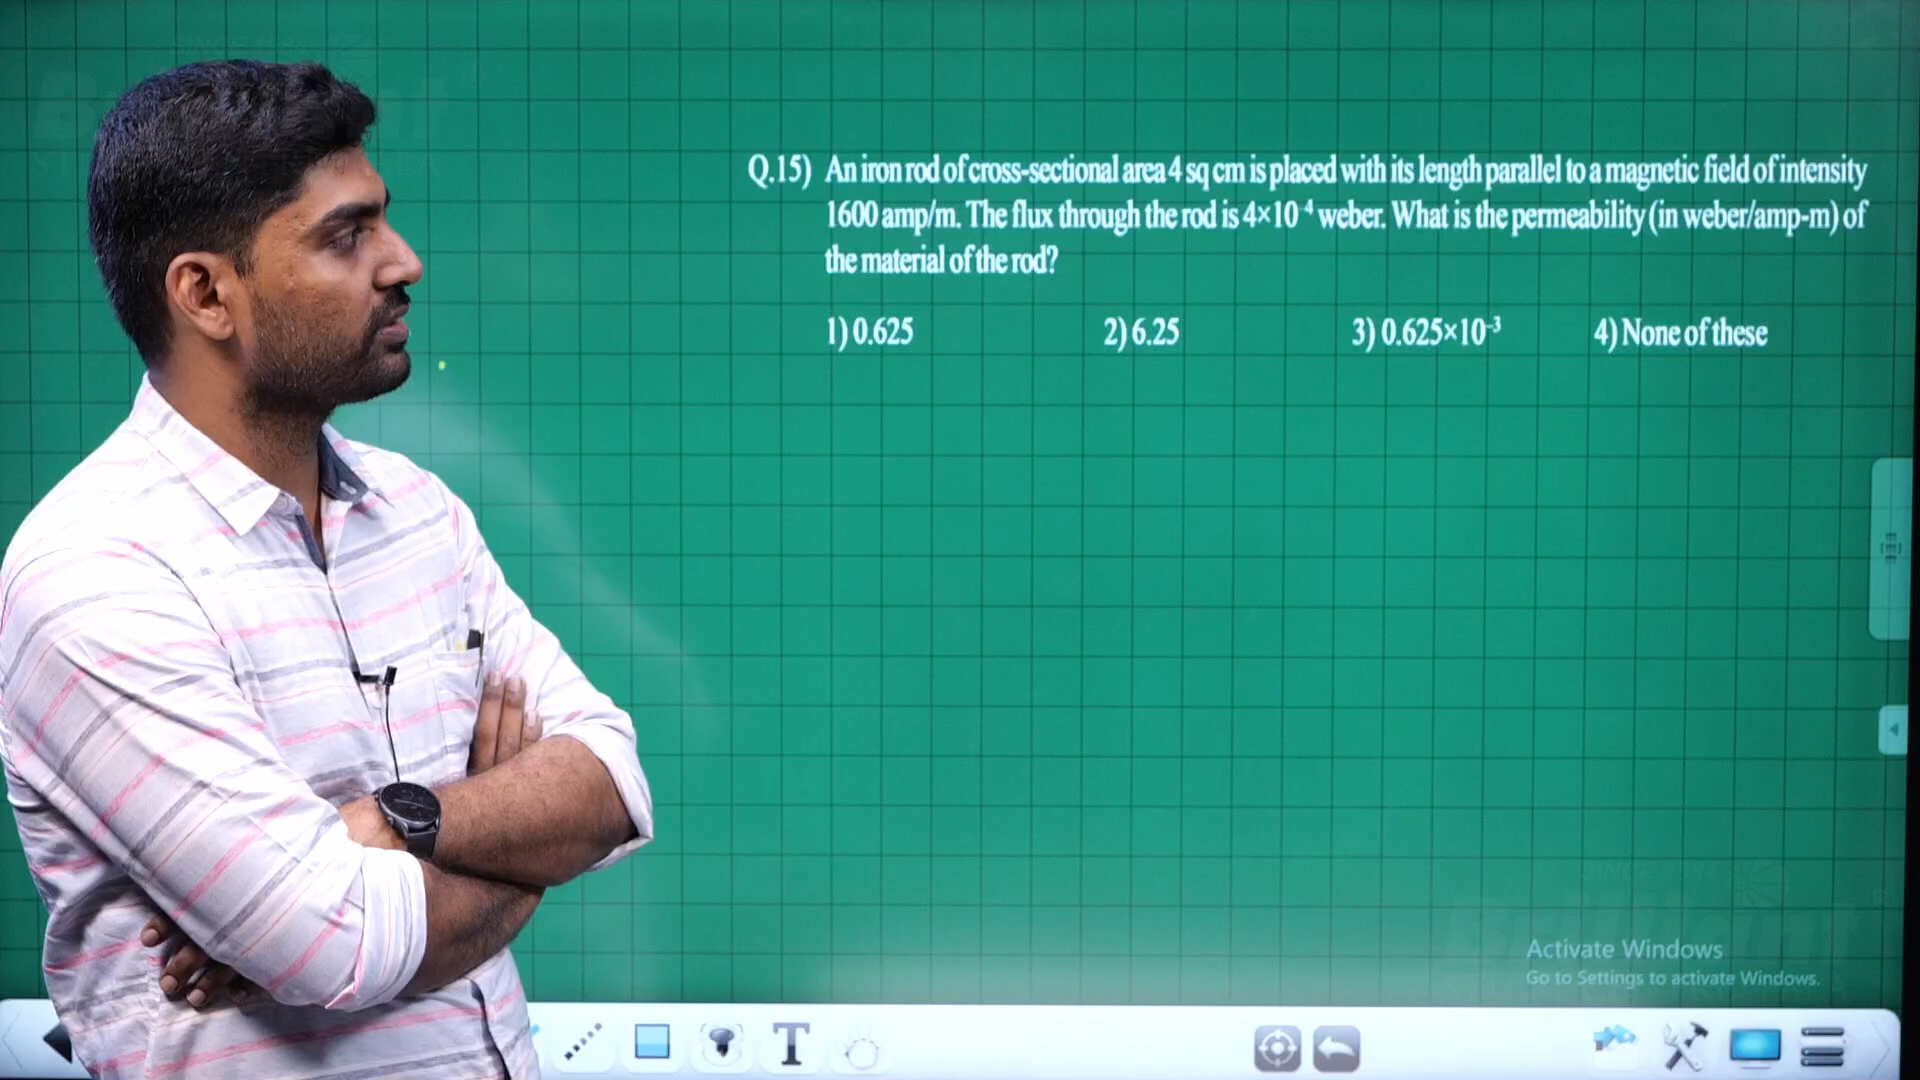 Q.15) An iron rod of cross-sectional area 4 sq cm is placed with its length parallel to a magnetic field of intensity
1600 amp/m. The flux through the rod is 4×10⁻⁴ weber. What is the permeability (in weber/amp-m) of
the material of the rod?
1) 0.625 2) 6.25 3) 0.625×10⁻³ 4) None of these
Activate Windows
Go to Settings to activate Windows.
T